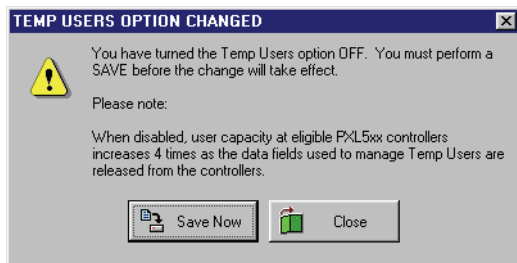 TEMP USERS OPTION CHANGED
You have turned the Temp Users option OFF. You must perform a
SAVE before the change will take effect.
Please note:
When disabled, user capacity at eligible PXL5xx controllers
increases 4 times as the data fields used to manage Temp Users are
released from the controllers.
Save Now
Close